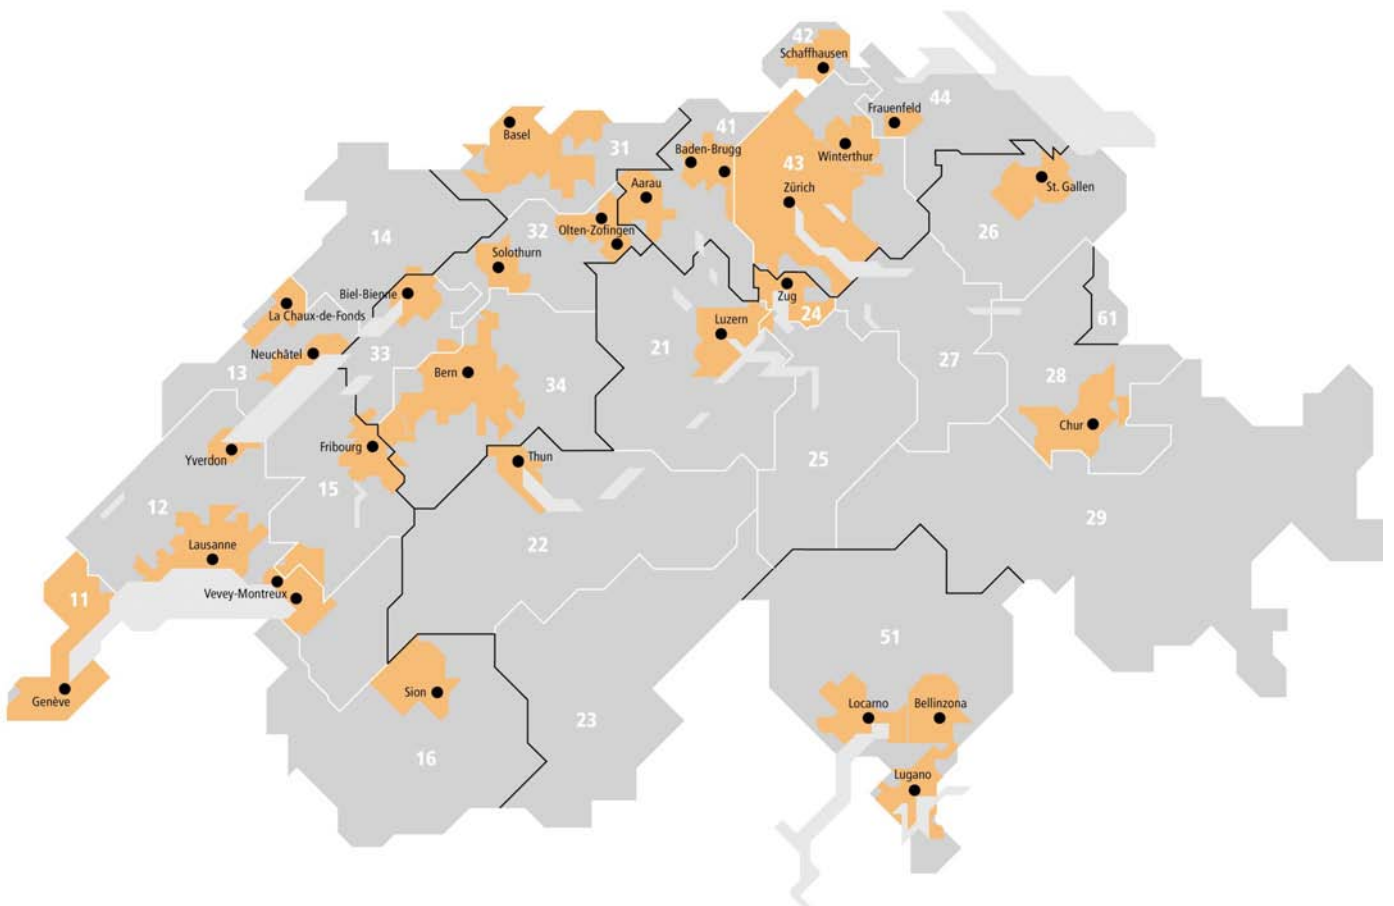 42
Schaffhausen
44
Frauenfeld
Basel
41
31
Baden-Brugg
43
Winterthur
Zürich
Aarau
St. Gallen
14
32
Olten-Zofingen
26
Solothurn
Biel-Bienne
La Chaux-de-Fonds
Zug
24
61
Luzern
Neuchâtel
33
21
27
13
Bern
34
28
Chur
Fribourg
Yverdon
Thun
25
15
12
29
Lausanne
22
Vevey-Montreux
11
51
Genève
Sion
Locarno
Bellinzona
23
16
Lugano